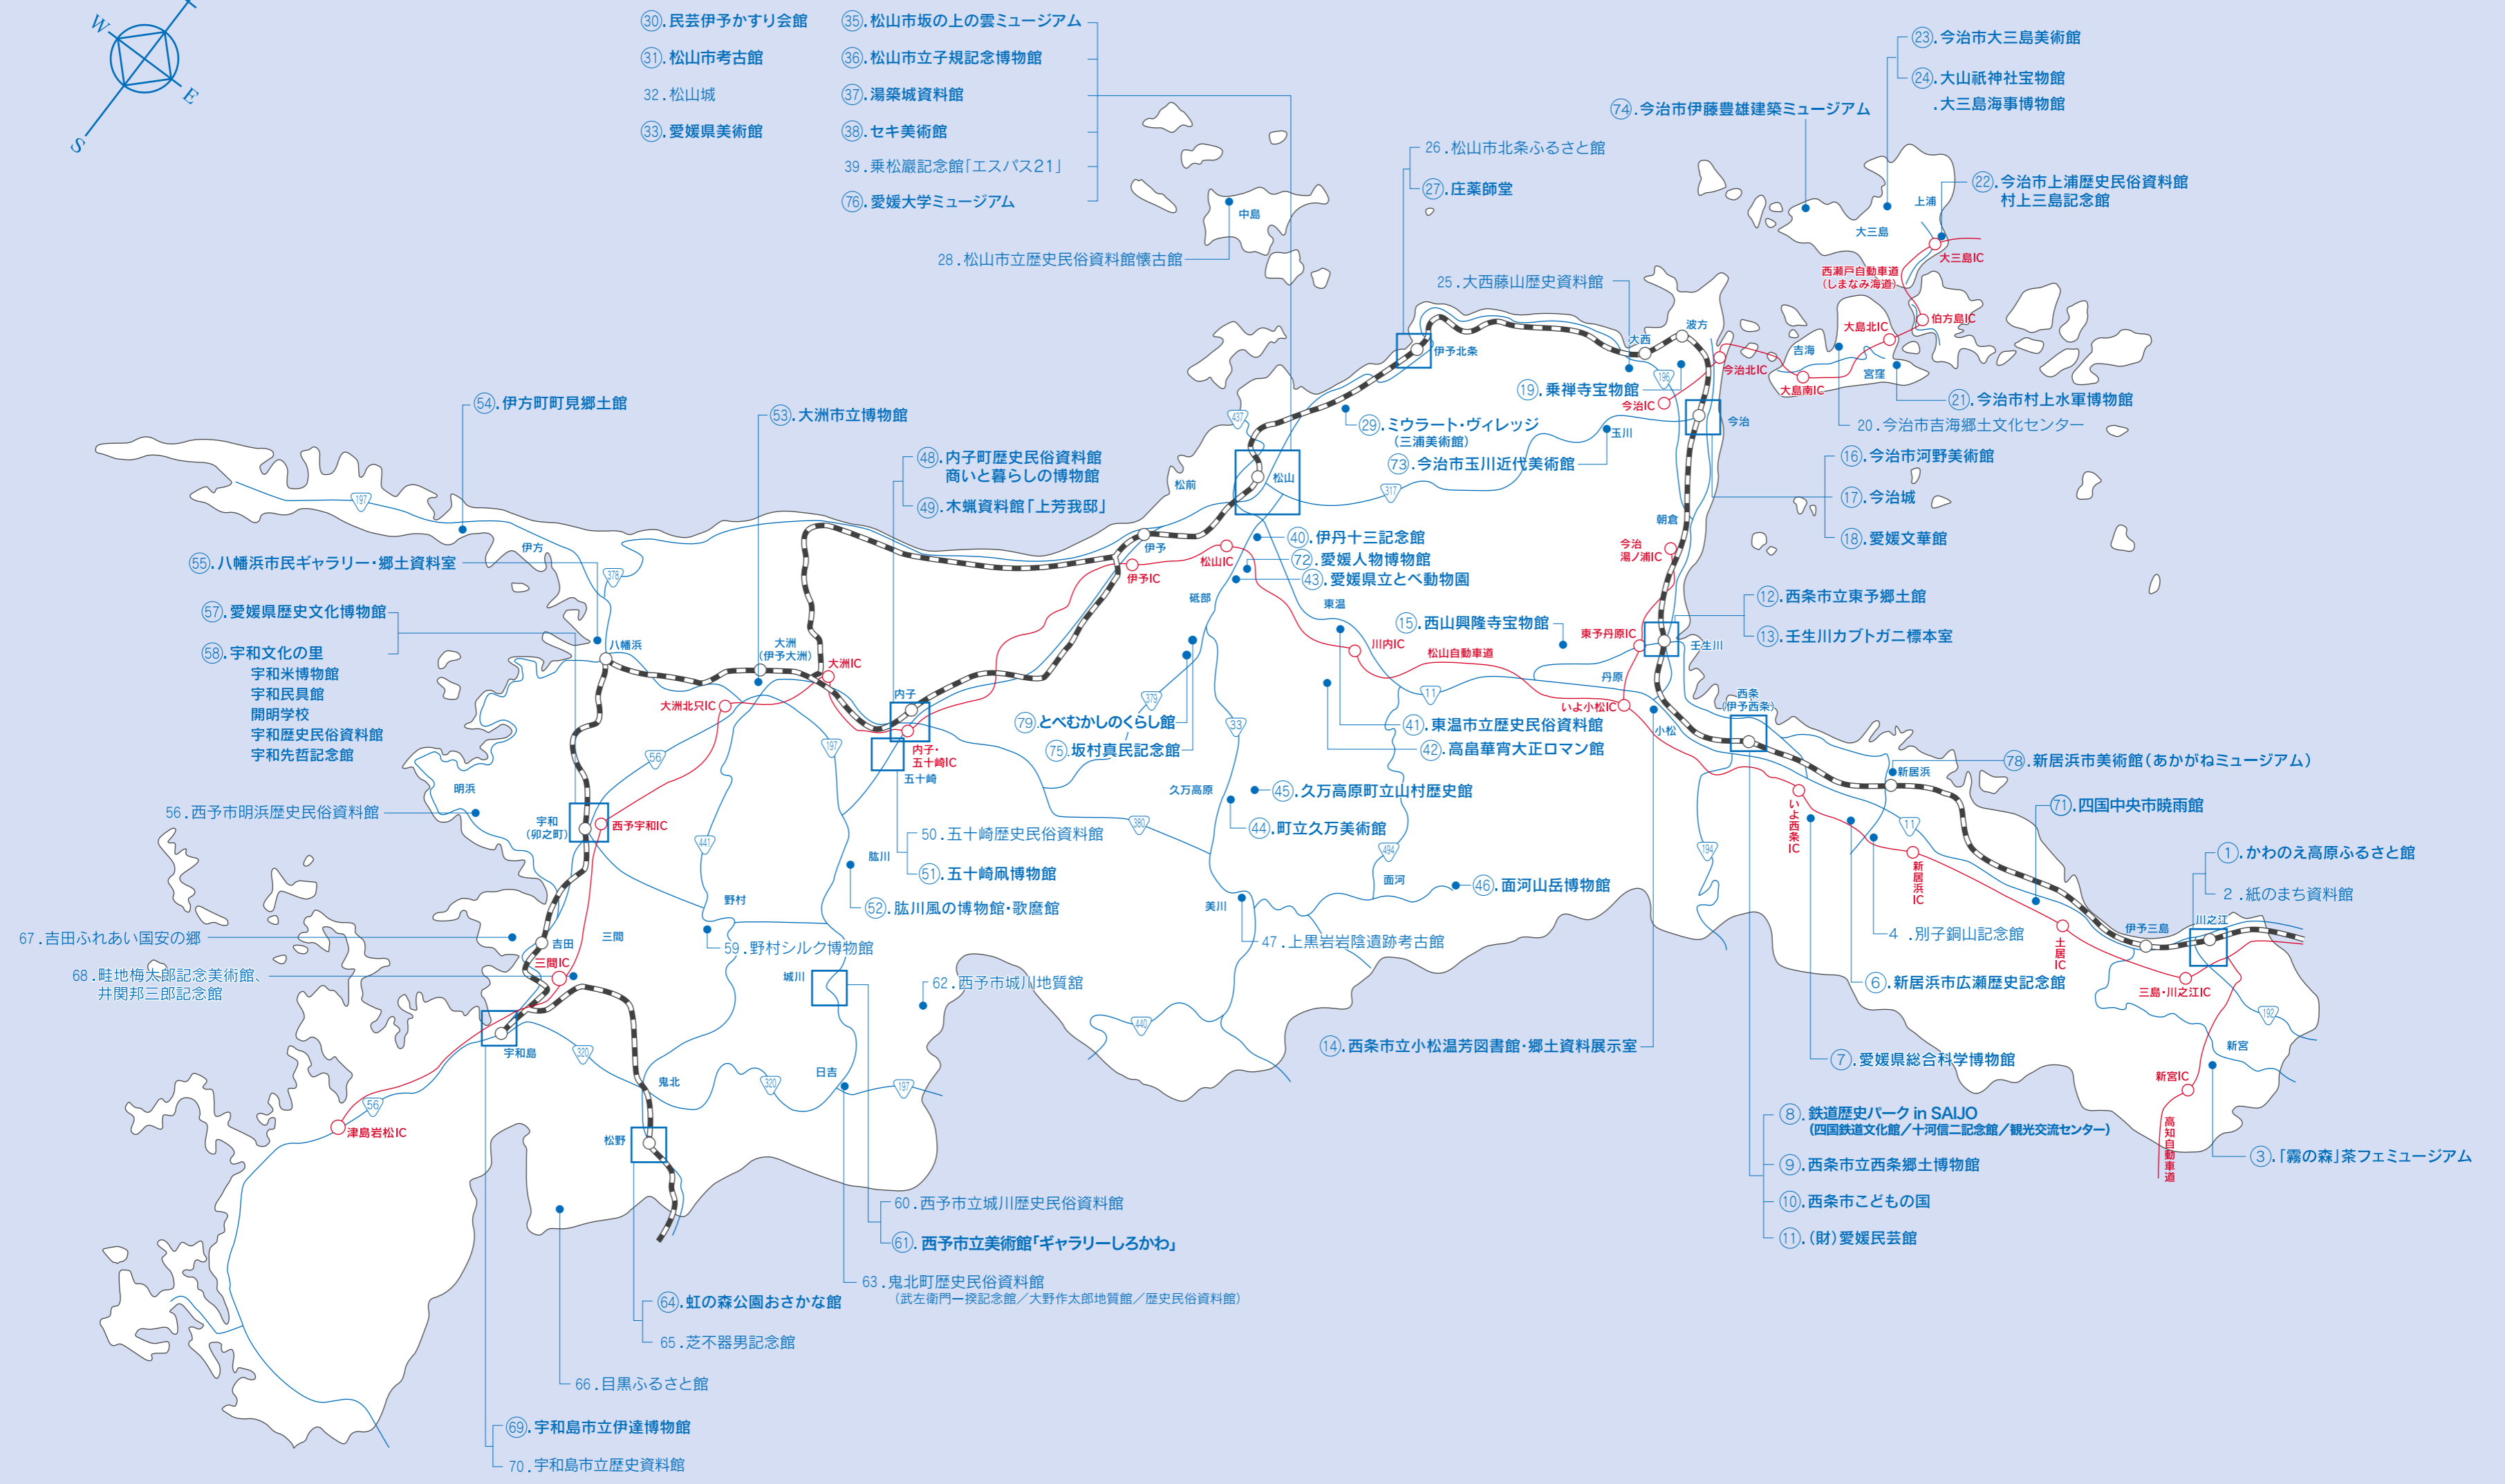 W
E
S
㉚.民芸伊予かすり会館
㉛.松山市考古館
32.松山城
㉝.愛媛県美術館
㉟.松山市坂の上の雲ミュージアム
㊱.松山市立子規記念博物館
㊲.湯築城資料館
㊳.セキ美術館
39.乗松巖記念館「エスパス21」
76.愛媛大学ミュージアム
㉓.今治市大三島美術館
㉔.大山祇神社宝物館
.大三島海事博物館
74.今治市伊藤豊雄建築ミュージアム
26.松山市北条ふるさと館
㉗.庄薬師堂
㉒.今治市上浦歴史民俗資料館
村上三島記念館
上浦
大三島
中島
28.松山市立歴史民俗資料館懐古館
大三島IC
西瀬戸自動車道
(しまなみ海道)
25.大西藤山歴史資料館
大島北IC
伯方島IC
波方
大西
伊予北条
吉海
宮窪
今治北IC
大島南IC
196
⑲.乗禅寺宝物館
今治IC
㉑.今治市村上水軍博物館
20.今治市吉海郷土文化センター
今治
437
㉙.ミウラート・ヴィレッジ
(三浦美術館)
玉川
73.今治市玉川近代美術館
317
⑯.今治市河野美術館
⑰.今治城
⑱.愛媛文華館
54.伊方町町見郷土館
53.大洲市立博物館
㊽.内子町歴史民俗資料館
商いと暮らしの博物館
㊾.木蝋資料館「上芳我邸」
197
松前
松山
朝倉
今治
湯ノ浦IC
伊方
伊予
伊予IC
松山IC
㊵.伊丹十三記念館
72.愛媛人物博物館
㊸.愛媛県立とべ動物園
55.八幡浜市民ギャラリー・郷土資料室
378
57.愛媛県歴史文化博物館
58.宇和文化の里
宇和米博物館
宇和民具館
開明学校
宇和歴史民俗資料館
宇和先哲記念館
砥部
東温
⑮.西山興隆寺宝物館
東予丹原IC
壬生川
⑫.西条市立東予郷土館
⑬.壬生川カブトガニ標本室
八幡浜
大洲
(伊予大洲)
大洲IC
川内IC
松山自動車道
丹原
11
いよ小松IC
小松
西条
(伊予西条)
内子
大洲北只IC
379
79.とべむかしのくらし館
75.坂村真民記念館
33
㊶.東温市立歴史民俗資料館
㊷.高畠華宵大正ロマン館
197
56
内子・
五十崎IC
五十崎
新居浜
78.新居浜市美術館(あかがねミュージアム)
71.四国中央市暁雨館
明浜
56.西予市明浜歴史民俗資料館
宇和
(卯之町)
西予宇和IC
久万高原
㊺.久万高原町立山村歴史館
㊹.町立久万美術館
380
441
50.五十崎歴史民俗資料館
51.五十崎凧博物館
肱川
52.肱川風の博物館・歌麿館
494
面河
㊻.面河山岳博物館
194
いよ西条IC
11
新居浜IC
①.かわのえ高原ふるさと館
2.紙のまち資料館
野村
59.野村シルク博物館
美川
47.上黒岩岩陰遺跡考古館
4.別子銅山記念館
土居IC
伊予三島
川之江
67.吉田ふれあい国安の郷
吉田
三間
三間IC
68.畦地梅太郎記念美術館、
井関邦三郎記念館
城川
62.西予市城川地質舘
⑥.新居浜市広瀬歴史記念館
三島・川之江IC
192
440
⑭.西条市立小松温芳図書館・郷土資料展示室
⑦.愛媛県総合科学博物館
新宮
新宮IC
宇和島
320
鬼北
320
日吉
197
56
津島岩松IC
松野
⑧.鉄道歴史パーク in SAIJO
(四国鉄道文化館/十河信二記念館/観光交流センター)
⑨.西条市立西条郷土博物館
⑩.西条市こどもの国
⑪.(財)愛媛民芸館
高知自動車道
③.「霧の森」茶フェミュージアム
60.西予市立城川歴史民俗資料館
61.西予市立美術館「ギャラリーしろかわ」
63.鬼北町歴史民俗資料館
(武左衛門一揆記念館/大野作太郎地質館/歴史民俗資料館)
64.虹の森公園おさかな館
65.芝不器男記念館
66.目黒ふるさと館
69.宇和島市立伊達博物館
70.宇和島市立歴史資料館